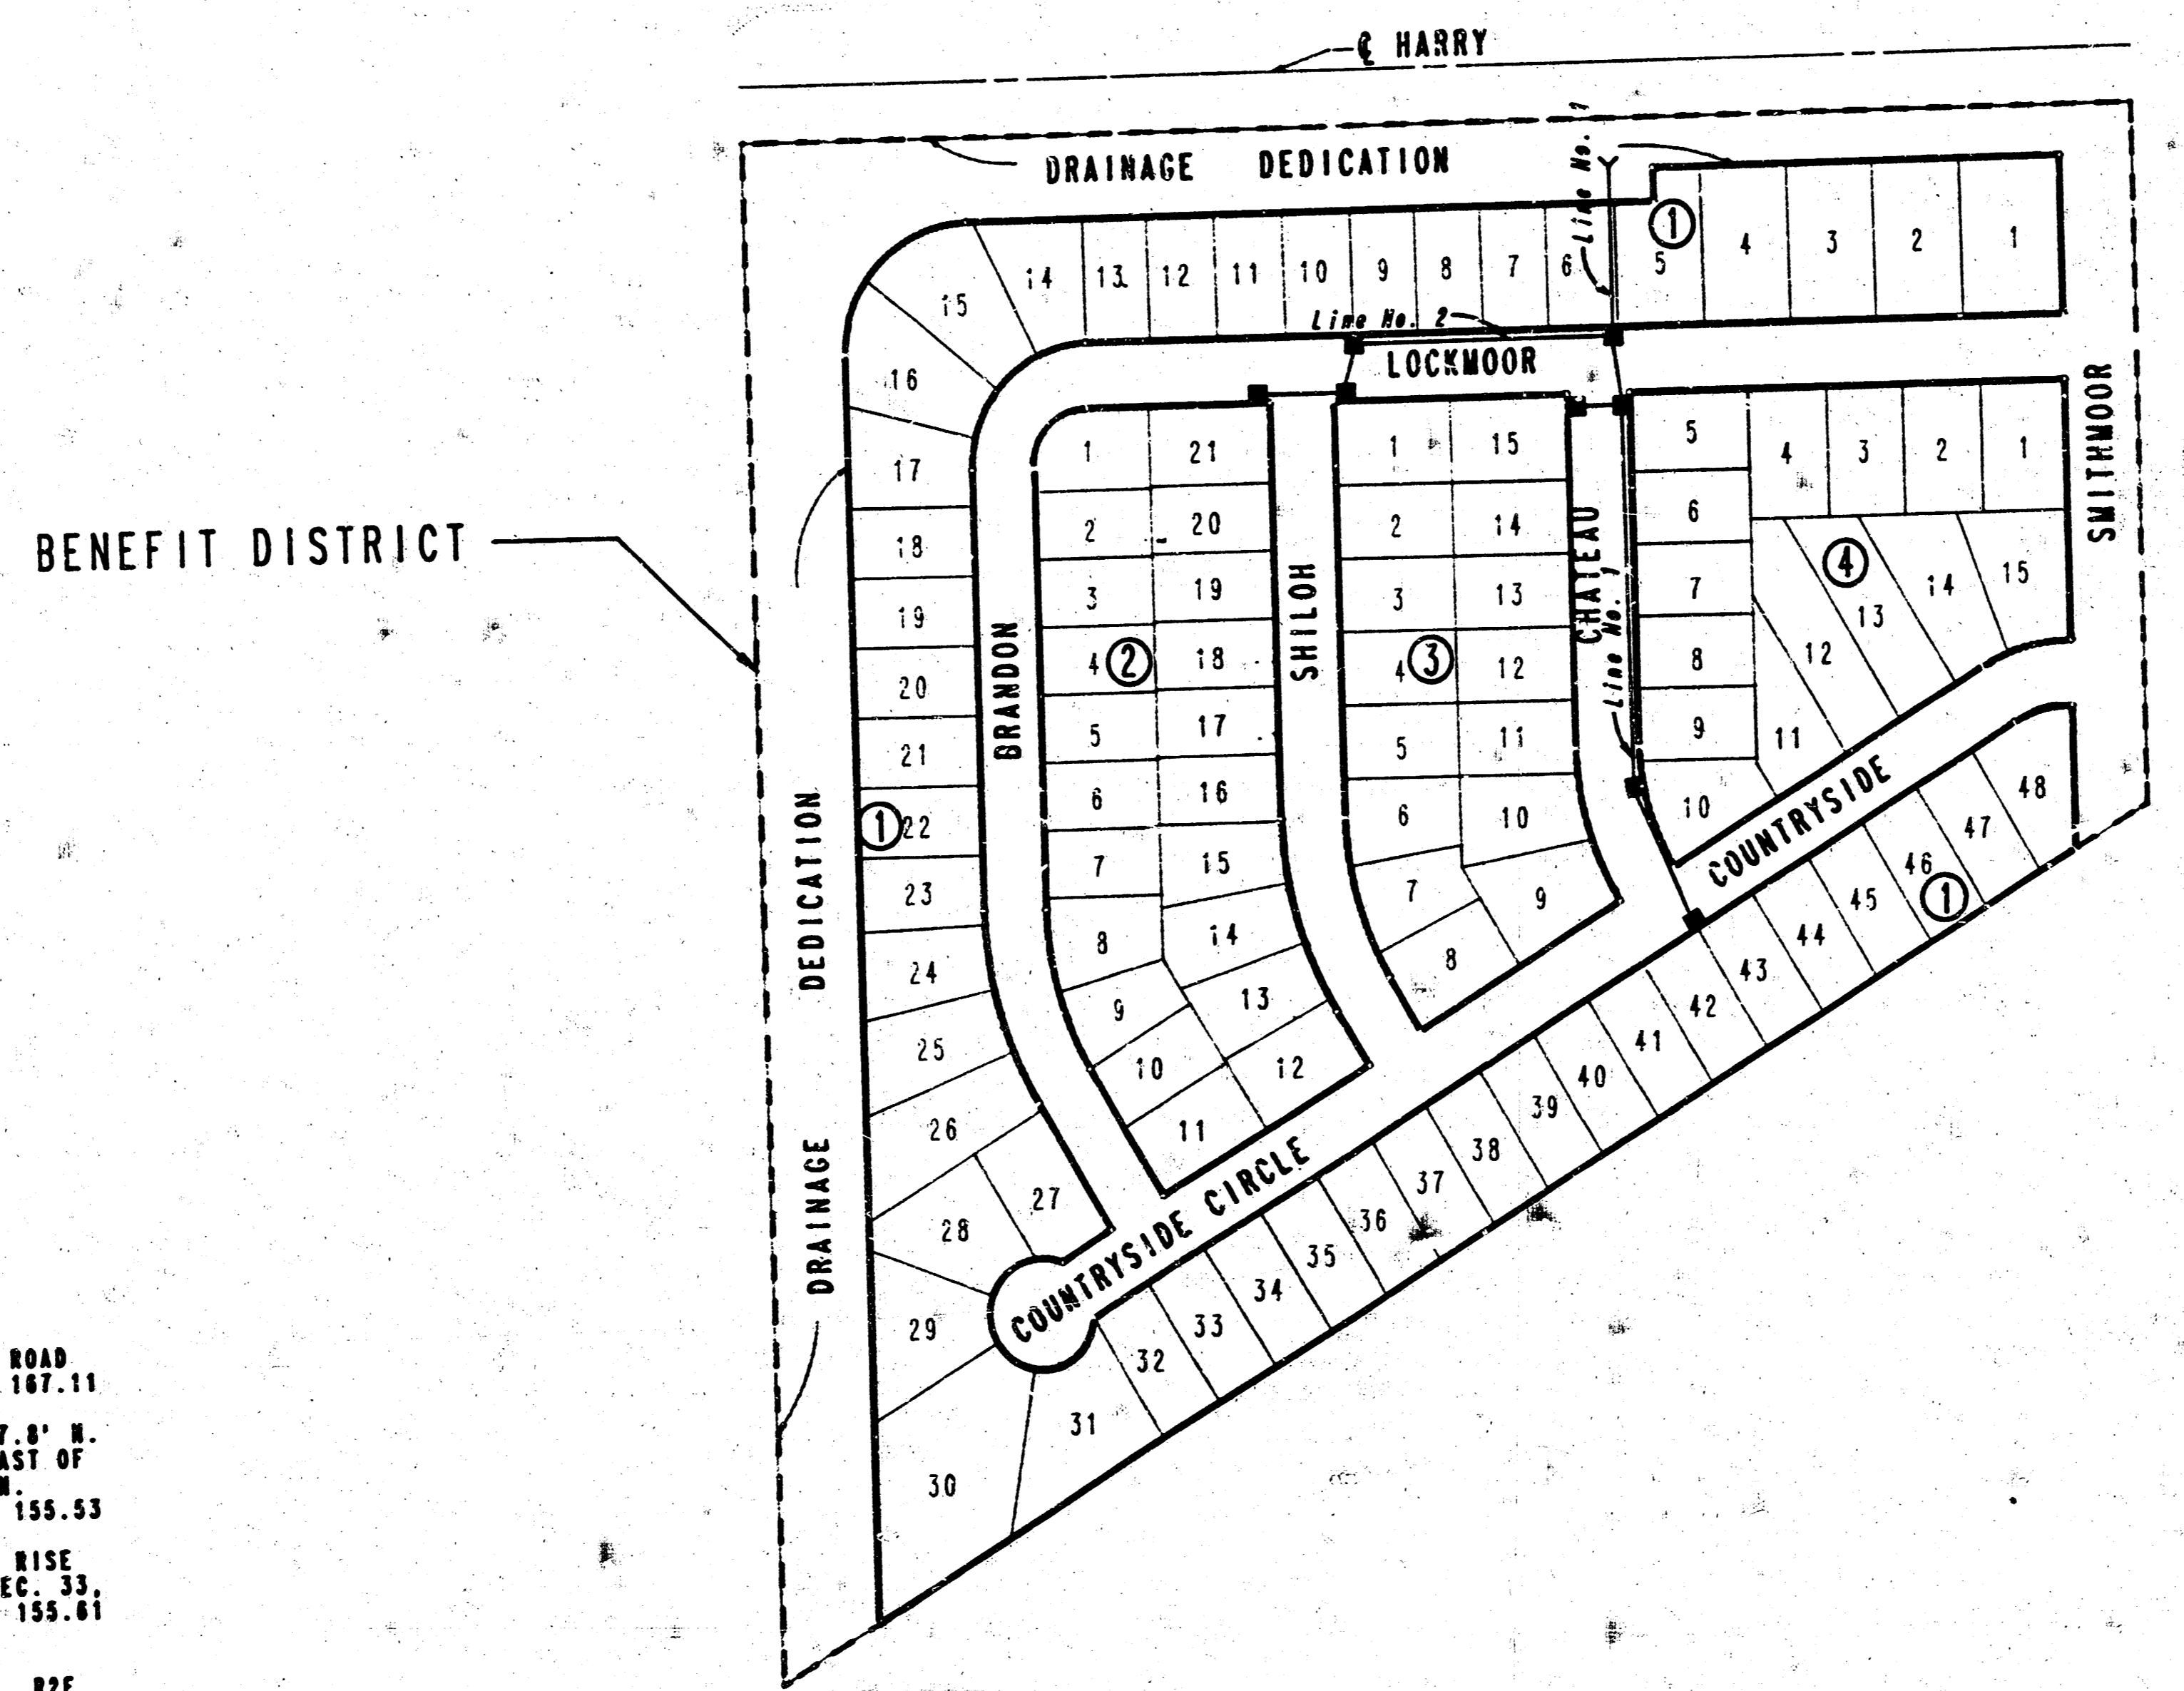 ℄ HARRY
DRAINAGE DEDICATION
Line No. 1
1
5 4 3 2 1
15 14 13 12 11 10 9 8 7 6
Line No. 2
LOCKMOOR
SMITHMOOR
16
17
18
19
20
21
1 22
23
24
25
26
27
28
29
30
31
32
33
34
35
36
37
38
39
40
41
42
43
44
45
46
1
47
48
BRANDON
1 21
2 20
3 19
4 2 18
5 17
6 16
7 15
8 14
9 13
10 12
11
SHILOH
1 15
2 14
3 13
4 3 12
5 11
6 10
7 9
8
CHATEAU
Line No. 1
5 4 3 2 1
6
7
8
9
10
11
12
13
4
14
15
COUNTRYSIDE
COUNTRYSIDE CIRCLE
BENEFIT DISTRICT
DEDICATION
DRAINAGE
ROAD
167.11
7.8' N.
AST OF
N.
155.53
RISE
EC. 33,
155.61
R2E